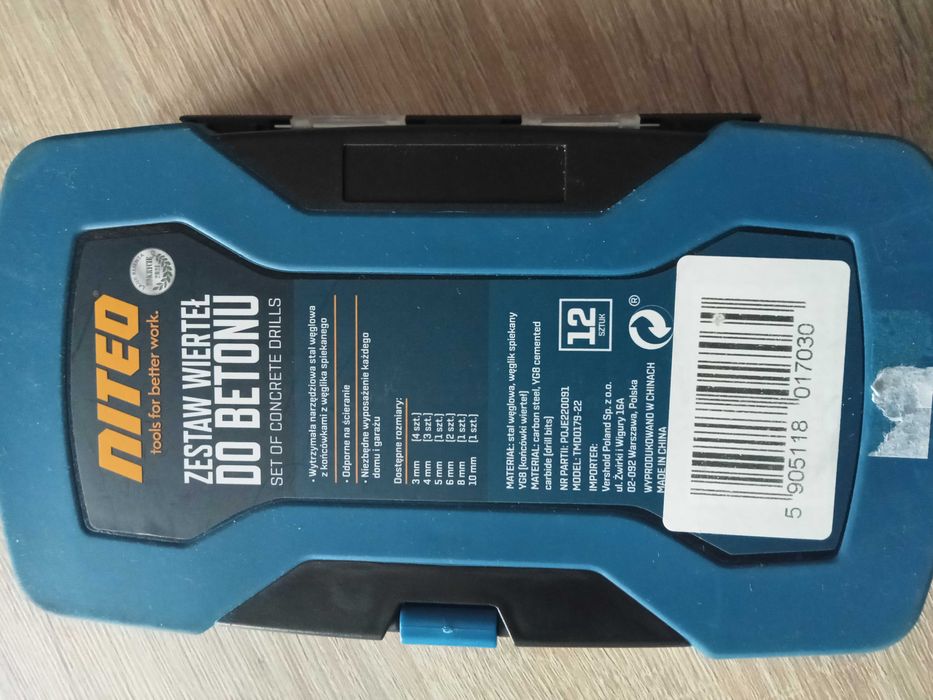 NITEO®
tools for better work.
ZESTAW WIERTEŁ
DO BETONU
SET OF CONCRETE DRILLS
• Wytrzymała narzędziowa stal węglowa
z końcówkami z węglika spiekanego
• Odporne na ścieranie
• Niezbędne wyposażenie każdego
domu i garażu
Dostępne rozmiary:
3 mm [4 szt.]
4 mm [3 szt.]
5 mm [1 szt.]
6 mm [2 szt.]
8 mm [1 szt.]
10 mm [1 szt.]
MATERIAŁ: stal węglowa, węglik spiekany
YG8 [końcówki wierteł]
MATERIAL: carbon steel, YG8 cemented
carbide [drill bits]
NR PARTII: POJE220091
MODEL: TMD0179-22
IMPORTER:
Vershold Poland Sp. z o.o.
ul. Żwirki i Wigury 16A
02-092 Warszawa, Polska
WYPRODUKOWANO W CHINACH
MADE IN CHINA
12
SZTUK
®
5 905118 017030